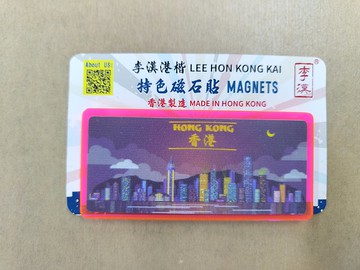 About US:
李漢港楷 LEE HON KONG KAI
特色磁石貼 MAGNETS
香港製造 MADE IN HONG KONG
李漢
HONG KONG
香港